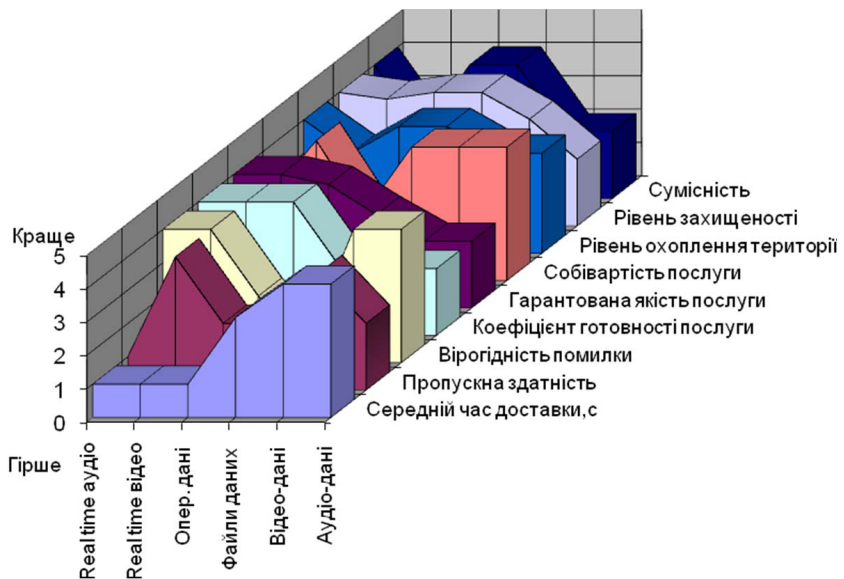 Сумісність
Рівень захищеності
Рівень охоплення території
Собівартість послуги
Гарантована якість послуги
Коефіцієнт готовності послуги
Вірогідність помилки
Пропускна здатність
Середній час доставки,с
Краще
5
4
3
2
1
0
Гірше
Real time аудіо
Real time відео
Опер.дані
Файли даних
Відео-дані
Аудіо-дані